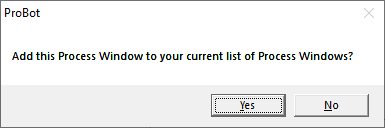 ProBot
Add this Process Window to your current list of Process Windows?
Yes
No